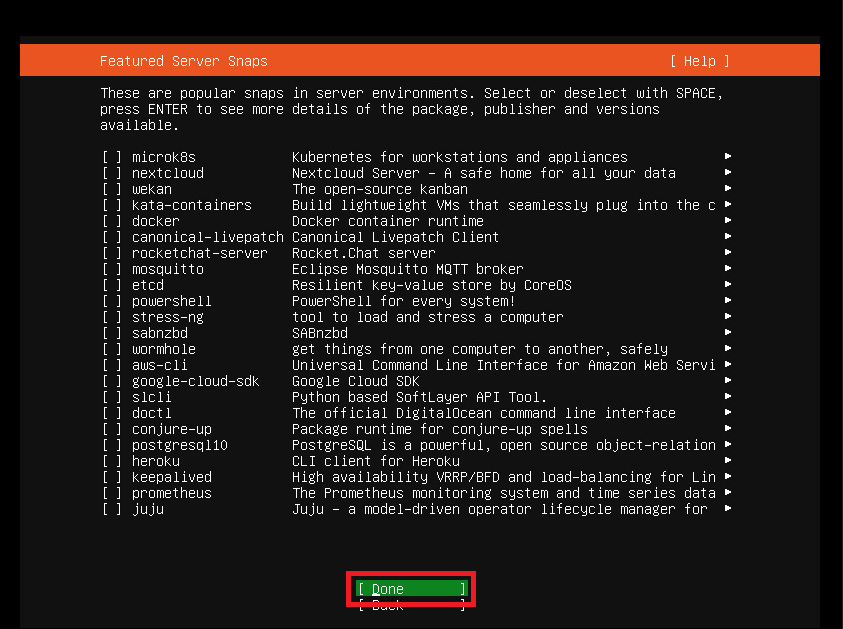 Featured Server Snaps [ Help ]
These are popular snaps in server environments. Select or deselect with SPACE,
press ENTER to see more details of the package, publisher and versions
available.
[ ] microk8s Kubernetes for workstations and appliances ►
[ ] nextcloud Nextcloud Server - A safe home for all your data ►
[ ] wekan The open-source kanban ►
[ ] kata-containers Build lightweight VMs that seamlessly plug into the c ►
[ ] docker Docker container runtime ►
[ ] canonical-livepatch Canonical Livepatch Client ►
[ ] rocketchat-server Rocket.Chat server ►
[ ] mosquitto Eclipse Mosquitto MQTT broker ►
[ ] etcd Resilient key-value store by CoreOS ►
[ ] powershell PowerShell for every system! ►
[ ] stress-ng tool to load and stress a computer ►
[ ] sabnzbd SABnzbd ►
[ ] wormhole get things from one computer to another, safely ►
[ ] aws-cli Universal Command Line Interface for Amazon Web Servi ►
[ ] google-cloud-sdk Google Cloud SDK ►
[ ] slcli Python based SoftLayer API Tool. ►
[ ] doctl The official DigitalOcean command line interface ►
[ ] conjure-up Package runtime for conjure-up spells ►
[ ] postgresql10 PostgreSQL is a powerful, open source object-relation ►
[ ] heroku CLI client for Heroku ►
[ ] keepalived High availability VRRP/BFD and load-balancing for Lin ►
[ ] prometheus The Prometheus monitoring system and time series data ►
[ ] juju Juju - a model-driven operator lifecycle manager for ►
[ Done ]
[ Back ]